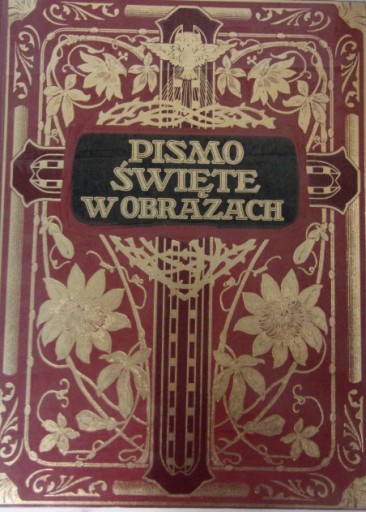 PISMO
ŚWIĘTE
W OBRAZACH